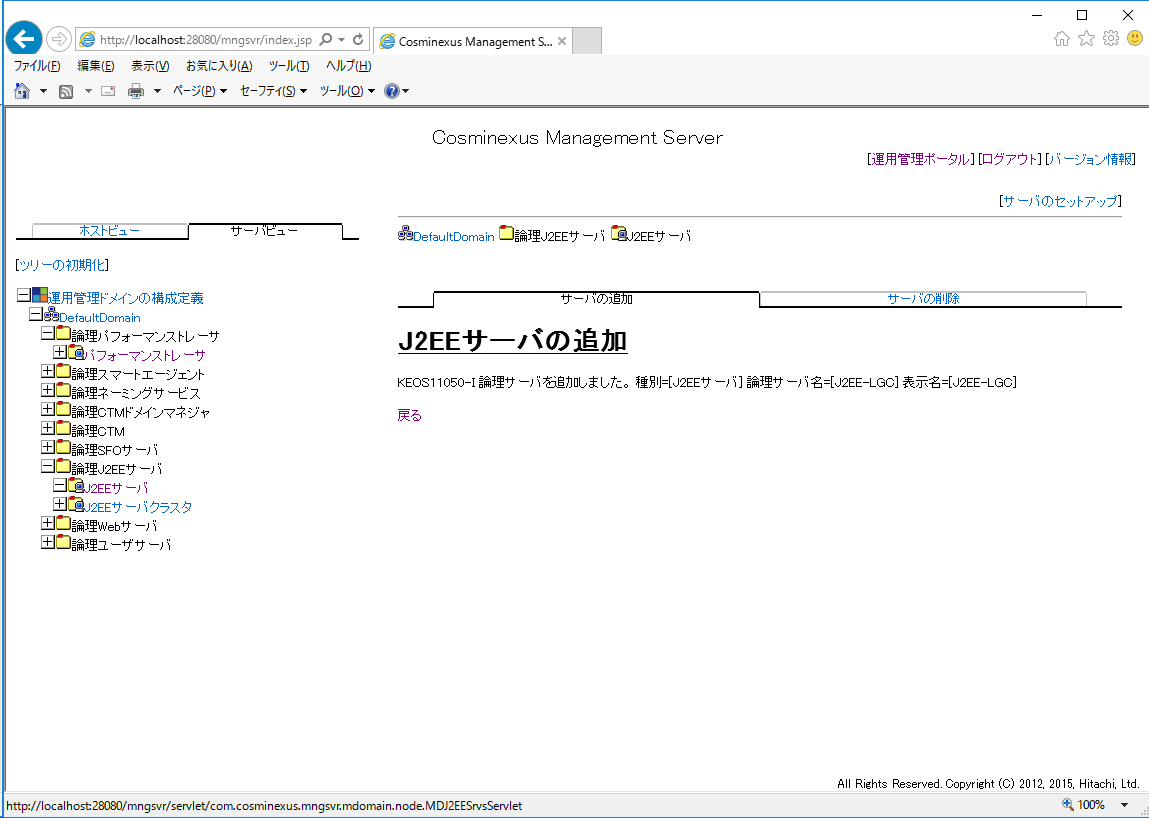 http://localhost:28080/mngsvr/index.jsp
Cosminexus Management S...
ファイル(F) 編集(E) 表示(V) お気に入り(A) ツール(T) ヘルプ(H)
ページ(P) セーフティ(S) ツール(O)
Cosminexus Management Server
[運用管理ポータル] [ログアウト] [バージョン情報]
[サーバのセットアップ]
ホストビュー サーバビュー
DefaultDomain 論理J2EEサーバ J2EEサーバ
[ツリーの初期化]
運用管理ドメインの構成定義
DefaultDomain
論理パフォーマンストレーサ
パフォーマンストレーサ
論理スマートエージェント
論理ネーミングサービス
論理CTMドメインマネジャ
論理CTM
論理SFOサーバ
論理J2EEサーバ
J2EEサーバ
J2EEサーバクラスタ
論理Webサーバ
論理ユーザサーバ
サーバの追加 サーバの削除
J2EEサーバの追加
KEOS11050-I 論理サーバを追加しました。種別=[J2EEサーバ] 論理サーバ名=[J2EE-LGC] 表示名=[J2EE-LGC]
戻る
All Rights Reserved. Copyright (C) 2012, 2015, Hitachi, Ltd.
http://localhost:28080/mngsvr/servlet/com.cosminexus.mngsvr.mdomain.node.MDJ2EESrvsServlet
100%